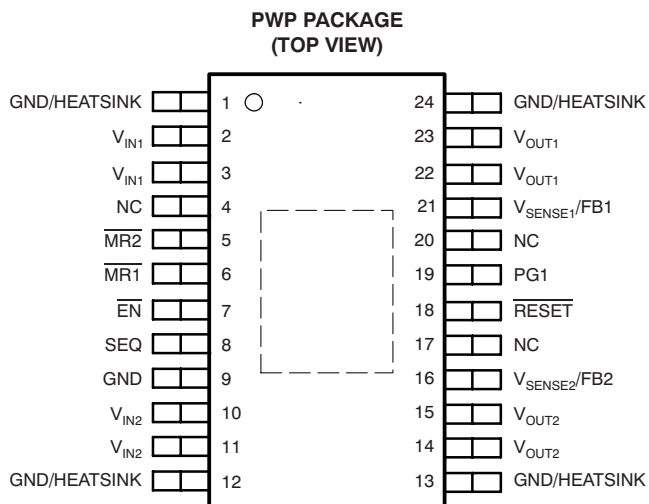 PWP PACKAGE
(TOP VIEW)
GND/HEATSINK 1 24 GND/HEATSINK
VIN1 2 23 VOUT1
VIN1 3 22 VOUT1
NC 4 21 VSENSE1/FB1
MR2 5 20 NC
MR1 6 19 PG1
EN 7 18 RESET
SEQ 8 17 NC
GND 9 16 VSENSE2/FB2
VIN2 10 15 VOUT2
VIN2 11 14 VOUT2
GND/HEATSINK 12 13 GND/HEATSINK